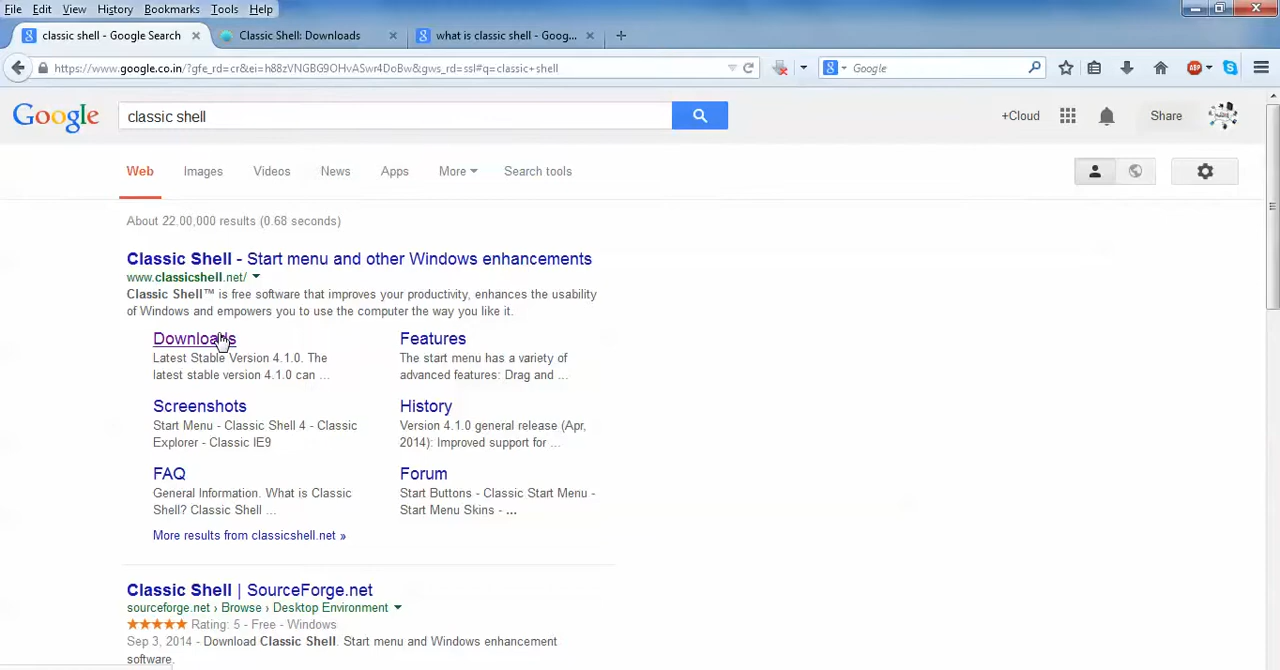 File Edit View History Bookmarks Tools Help
classic shell - Google Search Classic Shell: Downloads what is classic shell - Goog...
https://www.google.co.in/?gfe_rd=cr&ei=h88zVNGBG9OHvASwr4DoBw&gws_rd=ssl#q=classic+shell Google
Google classic shell +Cloud Share
Web Images Videos News Apps More Search tools
About 22,00,000 results (0.68 seconds)
Classic Shell - Start menu and other Windows enhancements
www.classicshell.net/
Classic Shell™ is free software that improves your productivity, enhances the usability
of Windows and empowers you to use the computer the way you like it.
Downloads
Latest Stable Version 4.1.0. The
latest stable version 4.1.0 can ...
Features
The start menu has a variety of
advanced features: Drag and ...
Screenshots
Start Menu - Classic Shell 4 - Classic
Explorer - Classic IE9
History
Version 4.1.0 general release (Apr,
2014): Improved support for ...
FAQ
General Information. What is Classic
Shell? Classic Shell ...
Forum
Start Buttons - Classic Start Menu -
Start Menu Skins - ...
More results from classicshell.net »
Classic Shell | SourceForge.net
sourceforge.net › Browse › Desktop Environment
Rating: 5 - Free - Windows
Sep 3, 2014 - Download Classic Shell. Start menu and Windows enhancement
software.